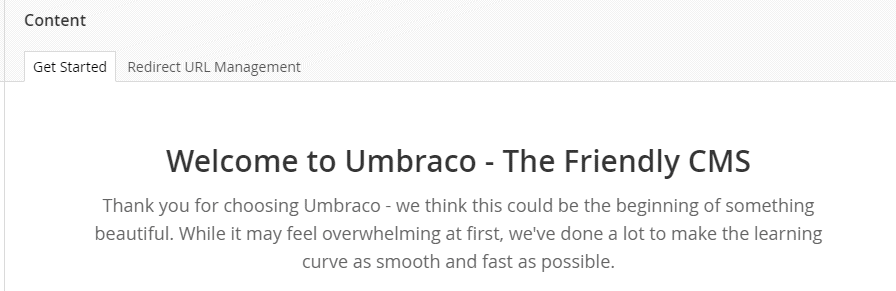 Content
Get Started
Redirect URL Management
Welcome to Umbraco - The Friendly CMS
Thank you for choosing Umbraco - we think this could be the beginning of something
beautiful. While it may feel overwhelming at first, we've done a lot to make the learning
curve as smooth and fast as possible.